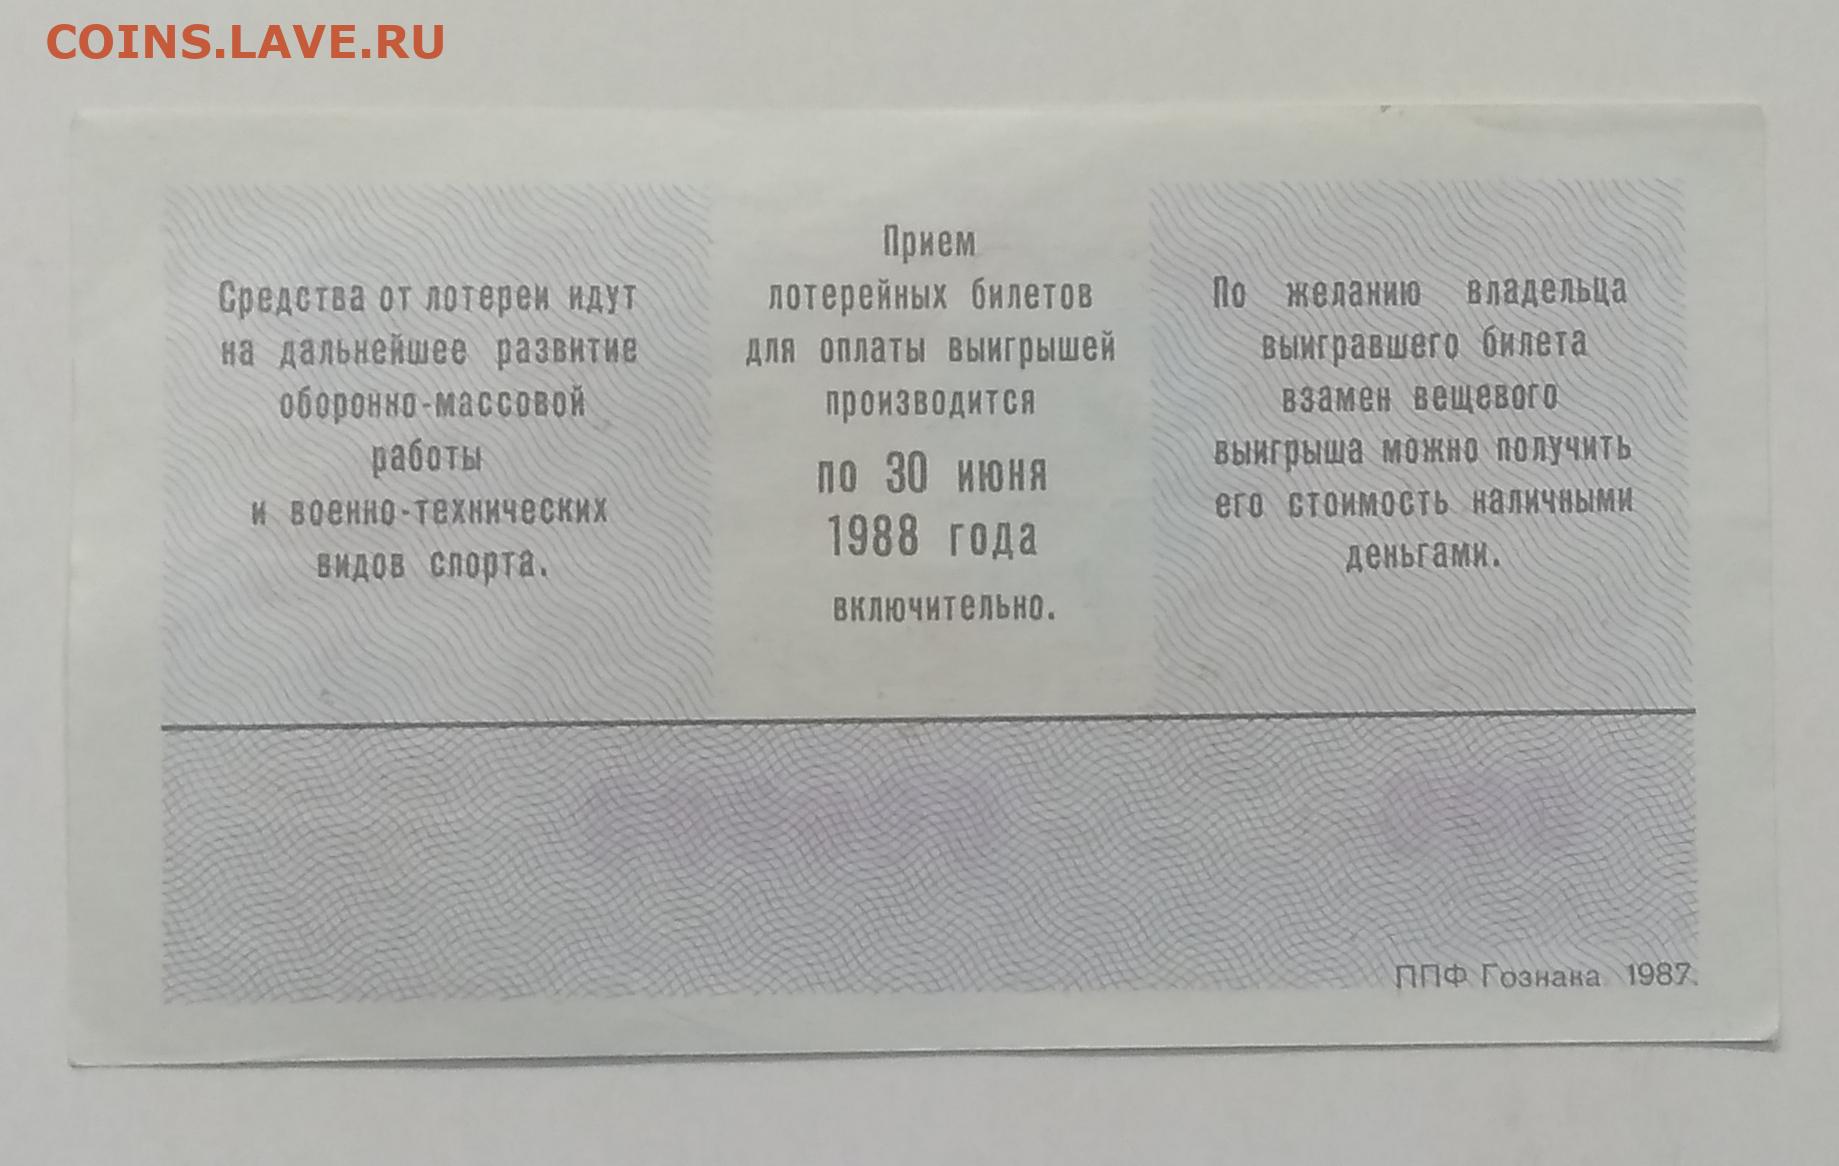 COINS.LAVE.RU
Средства от лотереи идут
на дальнейшее развитие
оборонно-массовой
работы
и военно-технических
видов спорта.
Прием
лотерейных билетов
для оплаты выигрышей
производится
по 30 июня
1988 года
включительно.
По желанию владельца
выигравшего билета
взамен вещевого
выигрыша можно получить
его стоимость наличными
деньгами.
ППФ Гознака 1987.